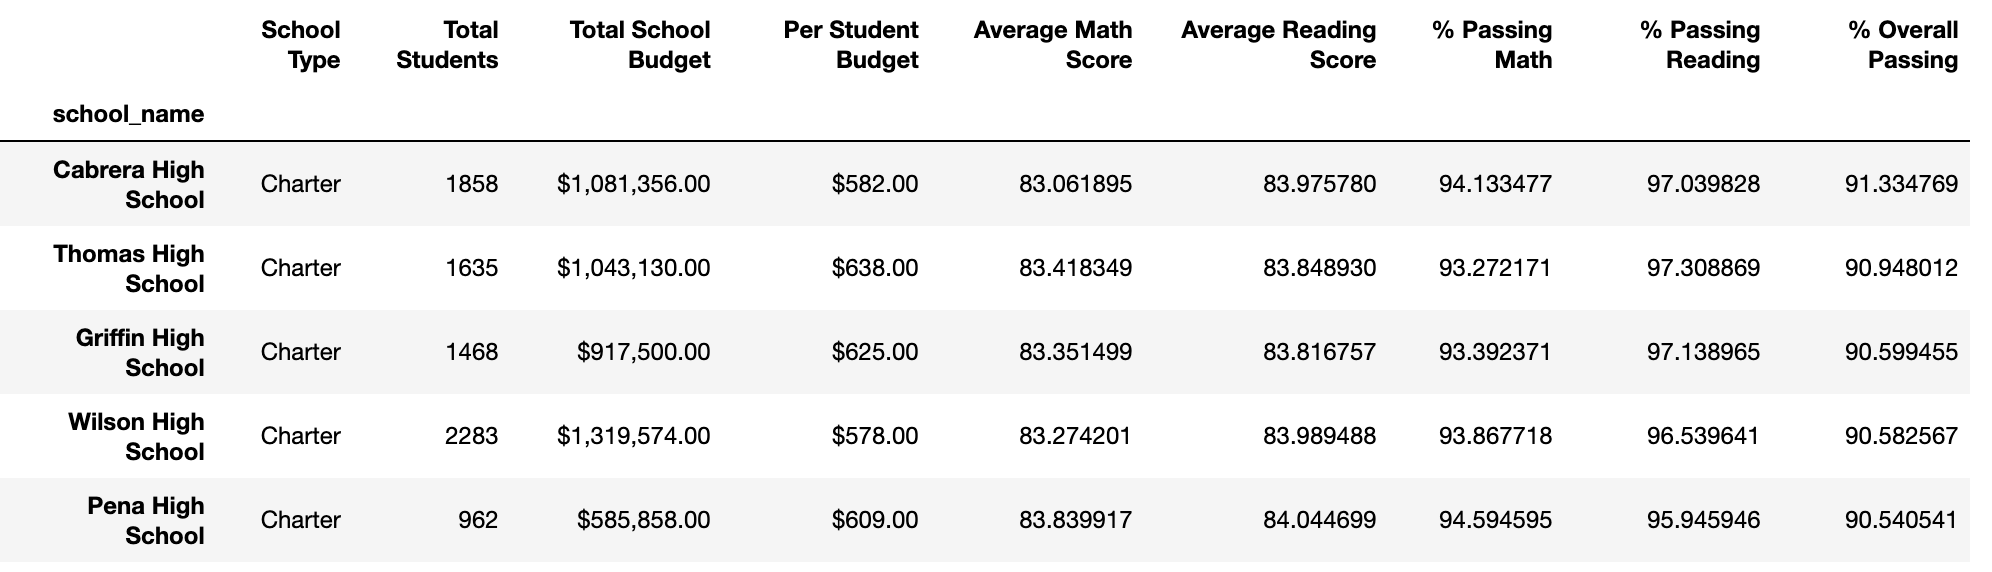 School Type Total Students Total School Budget Per Student Budget Average Math Score Average Reading Score % Passing Math % Passing Reading % Overall Passing
school_name
Cabrera High School Charter 1858 $1,081,356.00 $582.00 83.061895 83.975780 94.133477 97.039828 91.334769
Thomas High School Charter 1635 $1,043,130.00 $638.00 83.418349 83.848930 93.272171 97.308869 90.948012
Griffin High School Charter 1468 $917,500.00 $625.00 83.351499 83.816757 93.392371 97.138965 90.599455
Wilson High School Charter 2283 $1,319,574.00 $578.00 83.274201 83.989488 93.867718 96.539641 90.582567
Pena High School Charter 962 $585,858.00 $609.00 83.839917 84.044699 94.594595 95.945946 90.540541